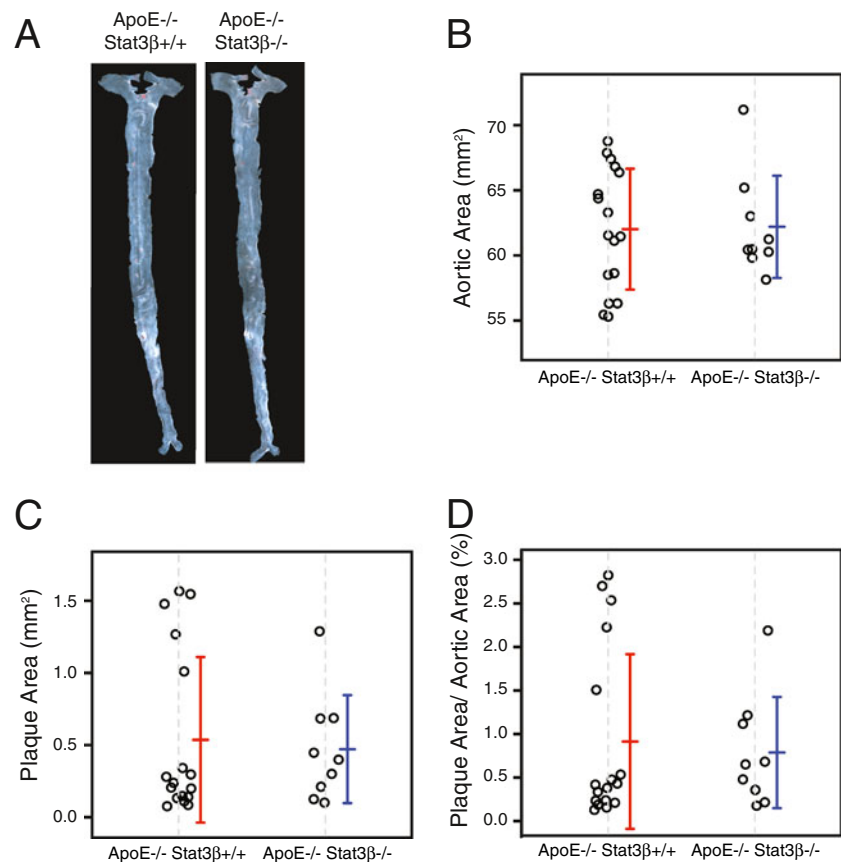 A
ApoE-/-
Stat3β+/+
ApoE-/-
Stat3β-/-
B
Aortic Area (mm²)
70
65
60
55
ApoE-/- Stat3β+/+
ApoE-/- Stat3β-/-
C
Plaque Area (mm²)
1.5
1.0
0.5
0.0
ApoE-/- Stat3β+/+
ApoE-/- Stat3β-/-
D
Plaque Area/ Aortic Area (%)
3.0
2.5
2.0
1.5
1.0
0.5
0.0
ApoE-/- Stat3β+/+
ApoE-/- Stat3β-/-